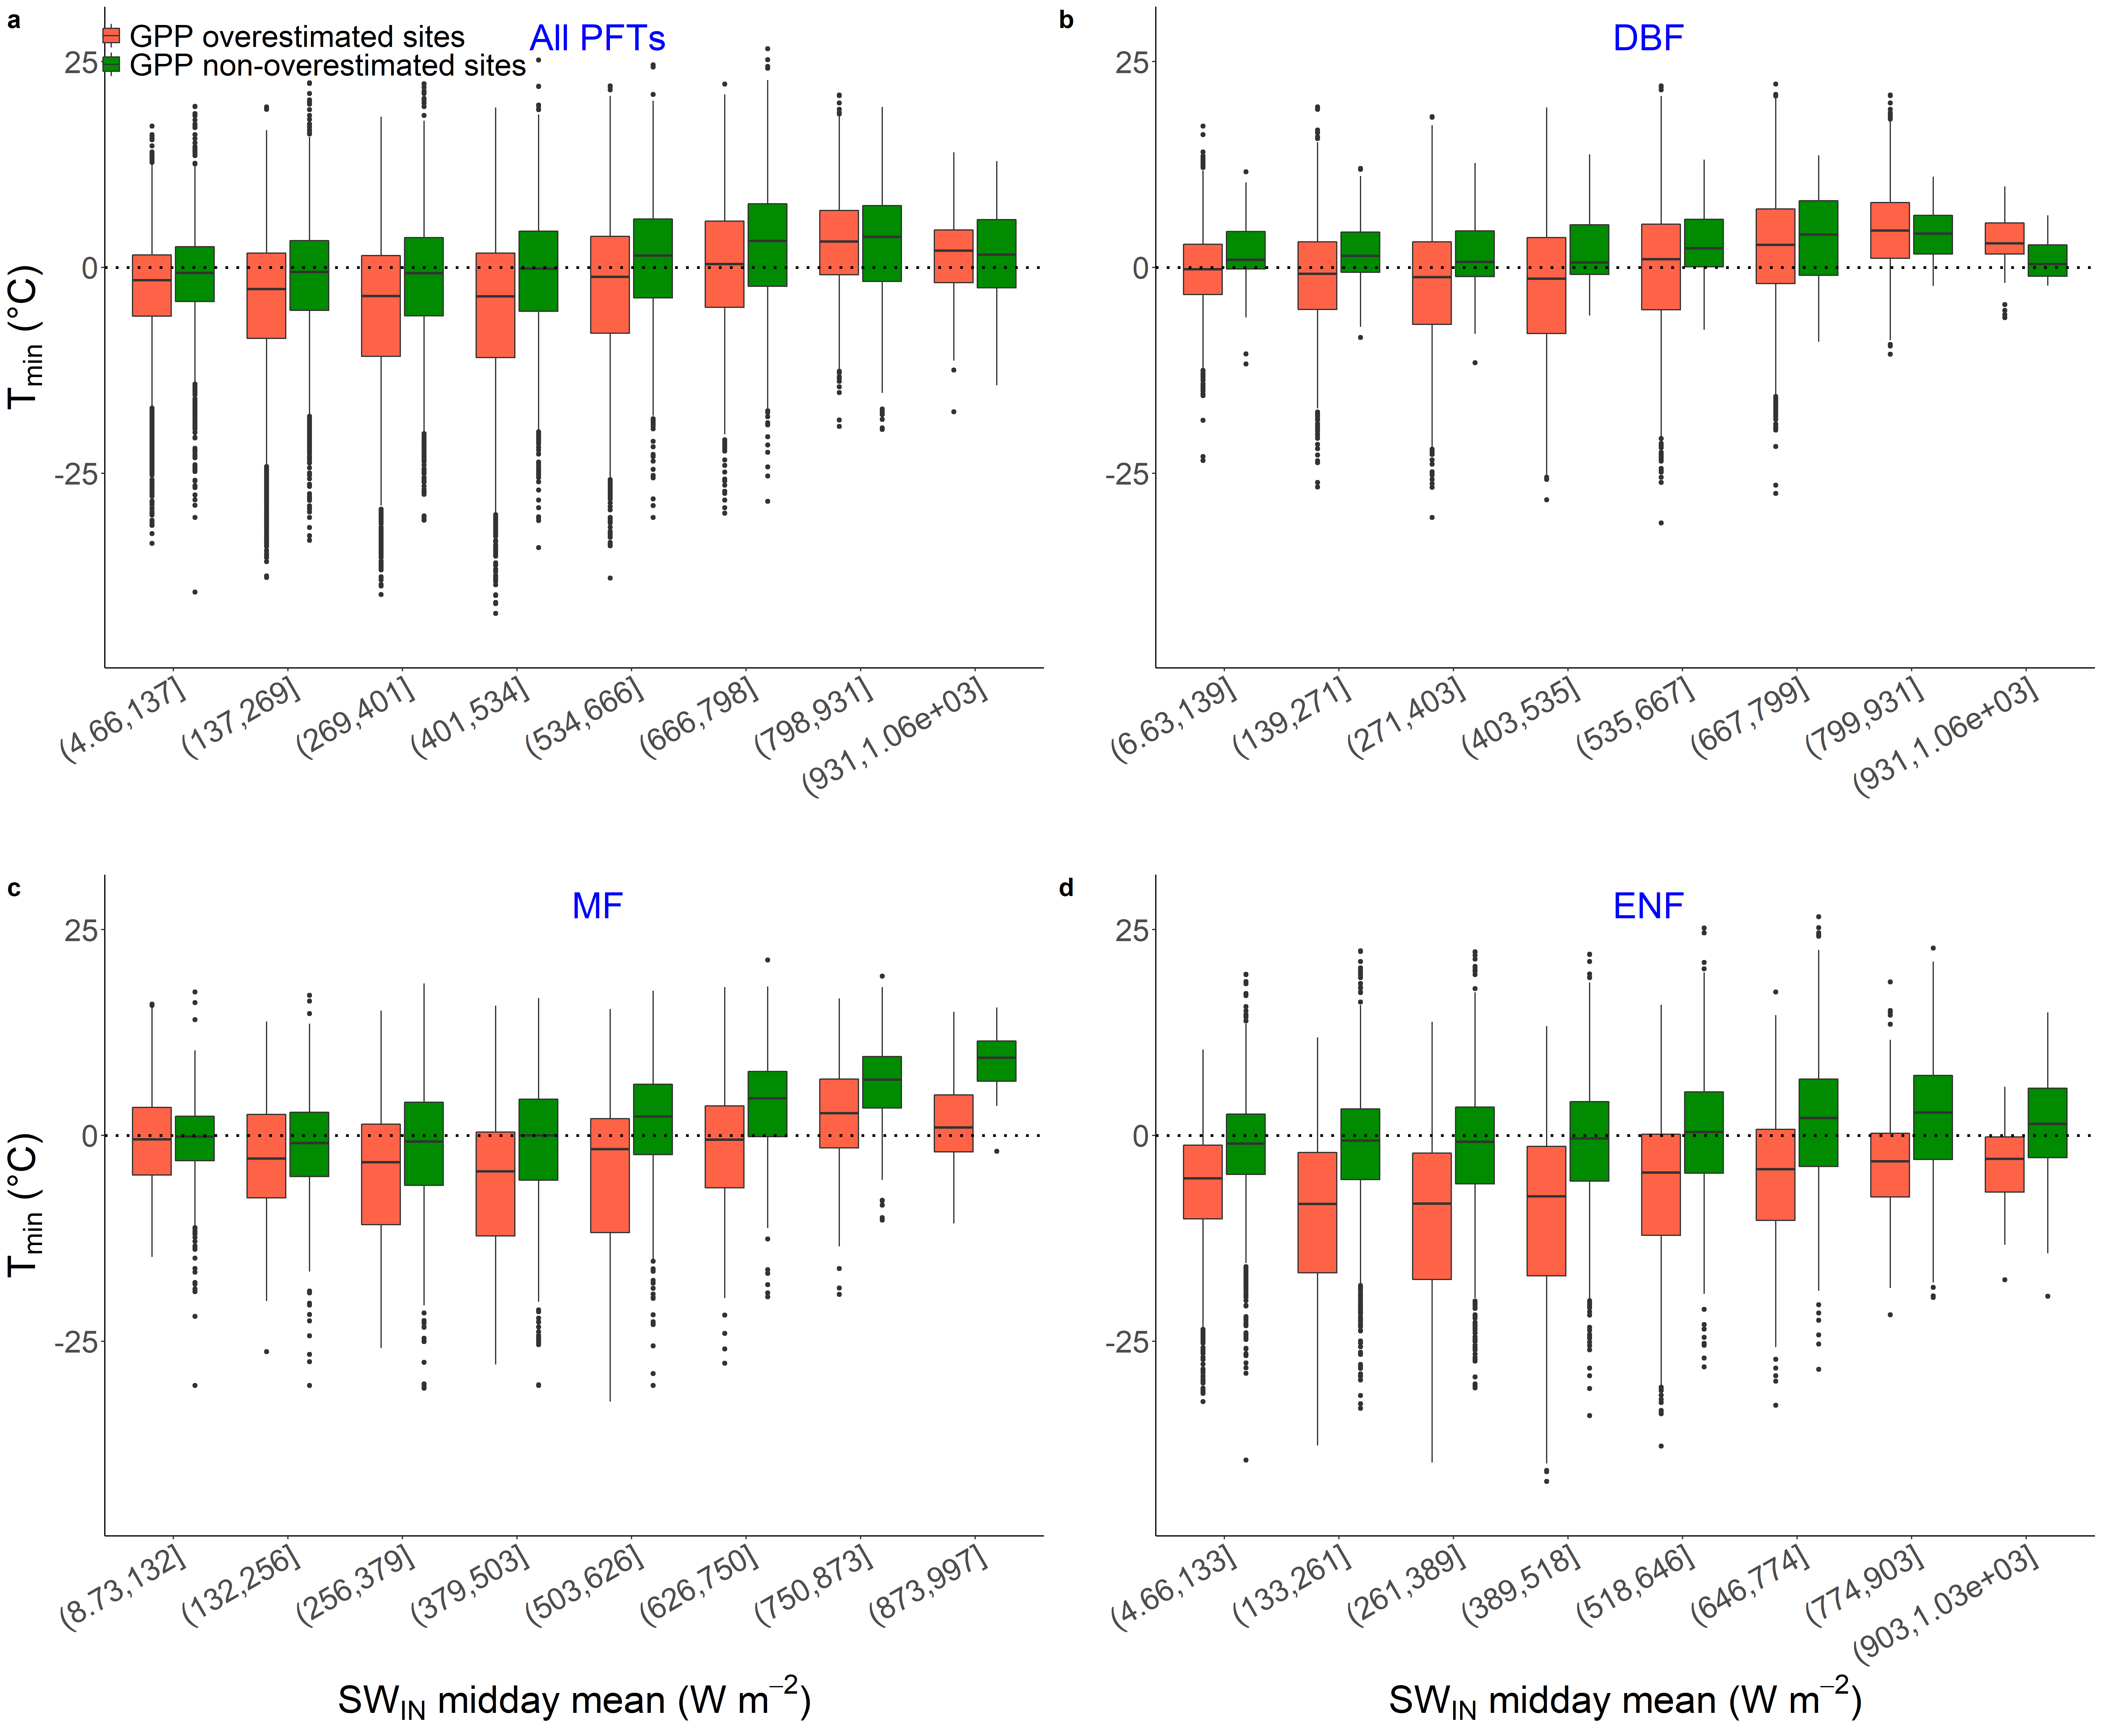 a
GPP overestimated sites
GPP non-overestimated sites
All PFTs
25
0
-25
Tmin (°C)
(4.66,137]
(137,269]
(269,401]
(401,534]
(534,666]
(666,798]
(798,931]
(931,1.06e+03]
b
DBF
25
0
-25
(6.63,139]
(139,271]
(271,403]
(403,535]
(535,667]
(667,799]
(799,931]
(931,1.06e+03]
c
MF
25
0
-25
Tmin (°C)
(8.73,132]
(132,256]
(256,379]
(379,503]
(503,626]
(626,750]
(750,873]
(873,997]
SWIN midday mean (W m−2)
d
ENF
25
0
-25
(4.66,133]
(133,261]
(261,389]
(389,518]
(518,646]
(646,774]
(774,903]
(903,1.03e+03]
SWIN midday mean (W m−2)